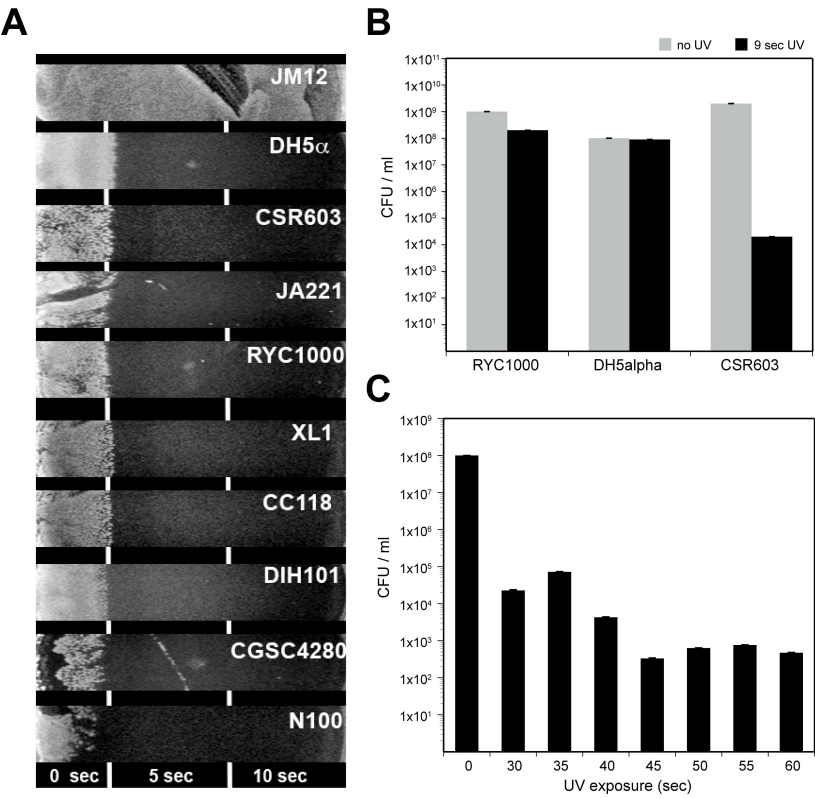 A
JM12
DH5α
CSR603
JA221
RYC1000
XL1
CC118
DIH101
CGSC4280
N100
0 sec 5 sec 10 sec
B
no UV 9 sec UV
1x10¹¹
1x10¹⁰
1x10⁹
1x10⁸
1x10⁷
1x10⁶
1x10⁵
1x10⁴
1x10³
1x10²
1x10¹
CFU / ml
RYC1000 DH5alpha CSR603
C
1x10⁹
1x10⁸
1x10⁷
1x10⁶
1x10⁵
1x10⁴
1x10³
1x10²
1x10¹
CFU / ml
0 30 35 40 45 50 55 60
UV exposure (sec)